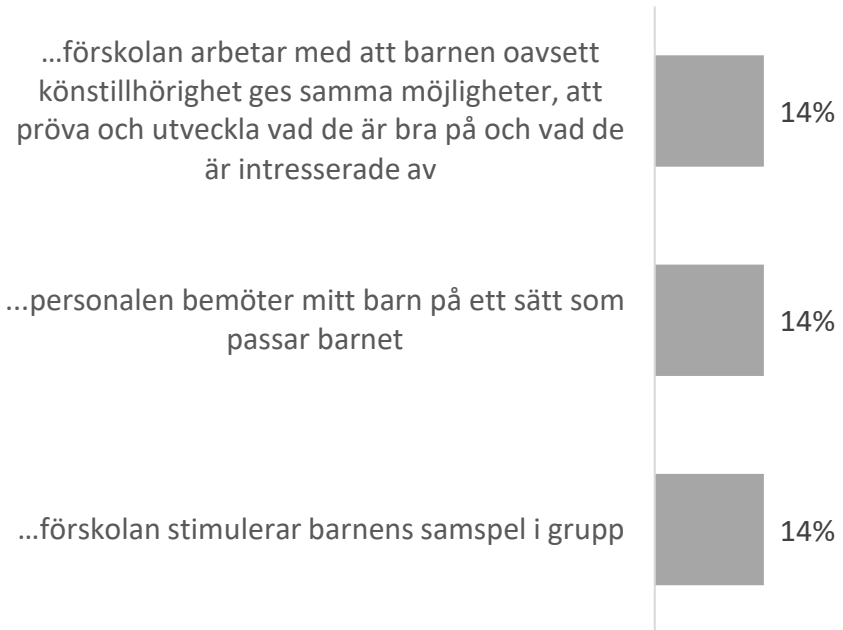 …förskolan arbetar med att barnen oavsett
könstillhörighet ges samma möjligheter, att
pröva och utveckla vad de är bra på och vad de
är intresserade av
14%
...personalen bemöter mitt barn på ett sätt som
passar barnet
14%
…förskolan stimulerar barnens samspel i grupp
14%